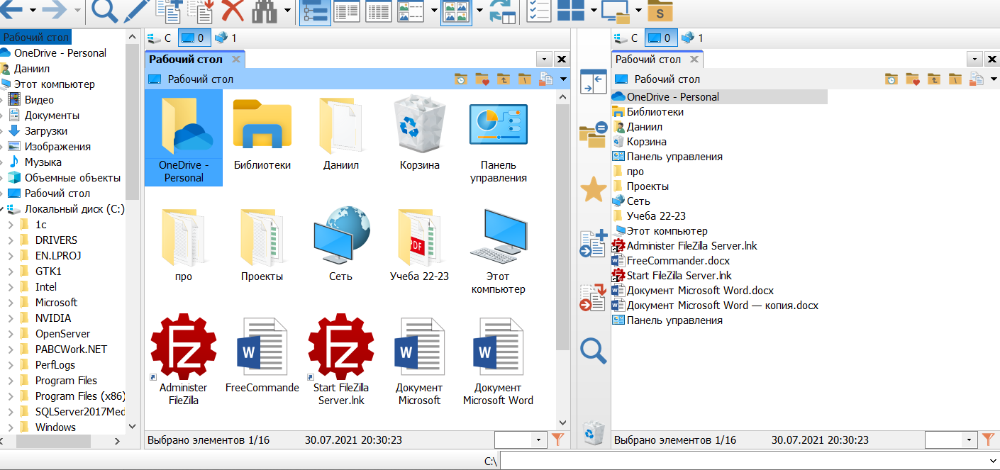 S
C
0
1
C
0
1
Рабочий стол
OneDrive - Personal
Даниил
Этот компьютер
Видео
Документы
Загрузки
Изображения
Музыка
Объемные объекты
Рабочий стол
Локальный диск (C:)
1c
DRIVERS
EN.LPROJ
GTK1
Intel
Microsoft
NVIDIA
OpenServer
PABCWork.NET
PerfLogs
Program Files
Program Files (x86)
SQLServer2017Med
Windows
Рабочий стол
Рабочий стол
OneDrive -
Personal
Библиотеки
Даниил
Корзина
Панель
управления
про
Проекты
Сеть
PDF
Учеба 22-23
Этот
компьютер
Fz
Administer
FileZilla
W
FreeCommande
Fz
Start FileZilla
Server.lnk
W
Документ
Microsoft
W
Документ
Microsoft Word
Выбрано элементов 1/16 30.07.2021 20:30:23
Рабочий стол
Рабочий стол
\
\
OneDrive - Personal
Библиотеки
Даниил
Корзина
Панель управления
про
Проекты
Сеть
Учеба 22-23
Этот компьютер
Administer FileZilla Server.lnk
FreeCommander.docx
Start FileZilla Server.lnk
Документ Microsoft Word.docx
Документ Microsoft Word — копия.docx
Панель управления
Выбрано элементов 1/16 30.07.2021 20:30:23
C:\